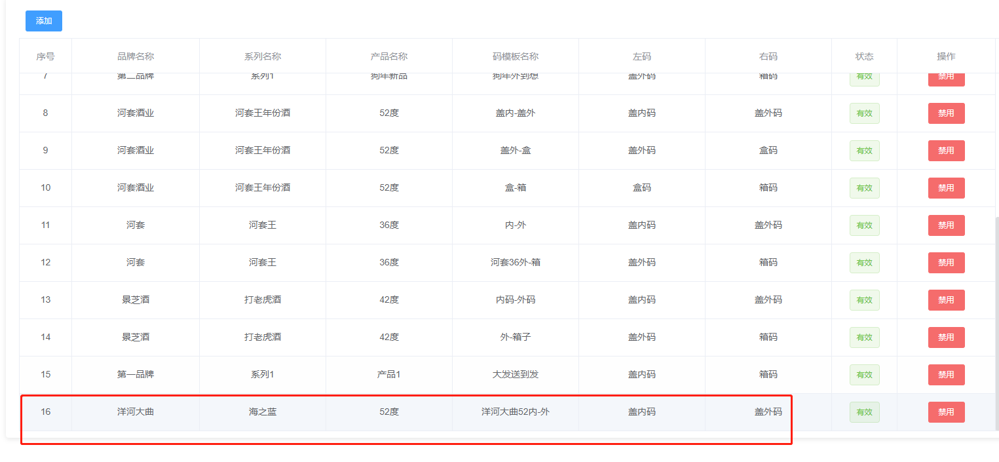 添加
序号 品牌名称 系列名称 产品名称 码模板名称 左码 右码 状态 操作
7 第二品牌 系列1 狗年新品 狗年外到想 盖外码 箱码 有效 禁用
8 河套酒业 河套王年份酒 52度 盖内-盖外 盖内码 盖外码 有效 禁用
9 河套酒业 河套王年份酒 52度 盖外-盒 盖外码 盒码 有效 禁用
10 河套酒业 河套王年份酒 52度 盒-箱 盒码 箱码 有效 禁用
11 河套 河套王 36度 内-外 盖内码 盖外码 有效 禁用
12 河套 河套王 36度 河套36外-箱 盖外码 箱码 有效 禁用
13 景芝酒 打老虎酒 42度 内码-外码 盖内码 盖外码 有效 禁用
14 景芝酒 打老虎酒 42度 外-箱子 盖外码 箱码 有效 禁用
15 第一品牌 系列1 产品1 大发送到发 盖内码 箱码 有效 禁用
16 洋河大曲 海之蓝 52度 洋河大曲52内-外 盖内码 盖外码 有效 禁用